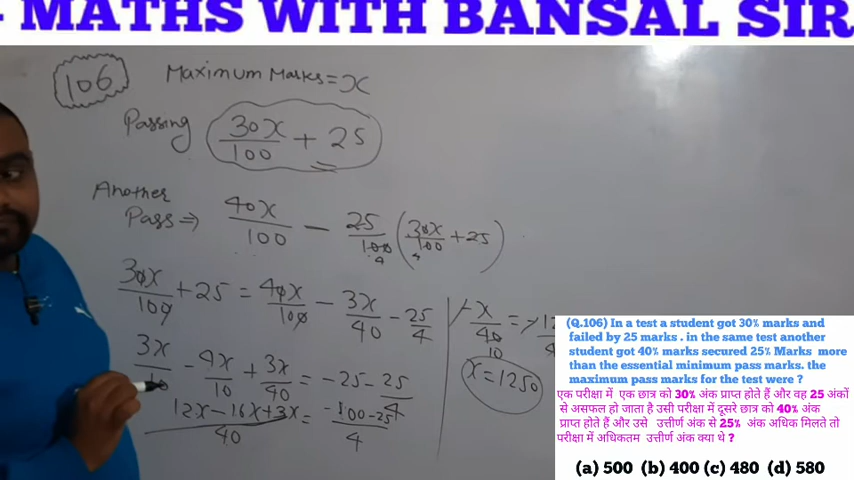 - MATHS WITH BANSAL SIR
106 Maximum Marks = x
Passing 30x/100 + 25
Another
Pass ⇒ 40x/100 - 25/100 (30x/100 + 25)
30x/100 + 25 = 40x/100 - 3x/40 - 25/4
3x/10 - 4x/10 + 3x/40 = -25 - 25/4
12x - 16x + 3x/40 = -100-25/4
-x/40
x = 1250
(Q.106) In a test a student got 30% marks and
failed by 25 marks . in the same test another
student got 40% marks secured 25% Marks more
than the essential minimum pass marks. the
maximum pass marks for the test were ?
एक परीक्षा में एक छात्र को 30% अंक प्राप्त होते हैं और वह 25 अंकों
से असफल हो जाता है उसी परीक्षा में दूसरे छात्र को 40% अंक
प्राप्त होते हैं और उसे उत्तीर्ण अंक से 25% अंक अधिक मिलते तो
परीक्षा में अधिकतम उत्तीर्ण अंक क्या थे ?
(a) 500 (b) 400 (c) 480 (d) 580